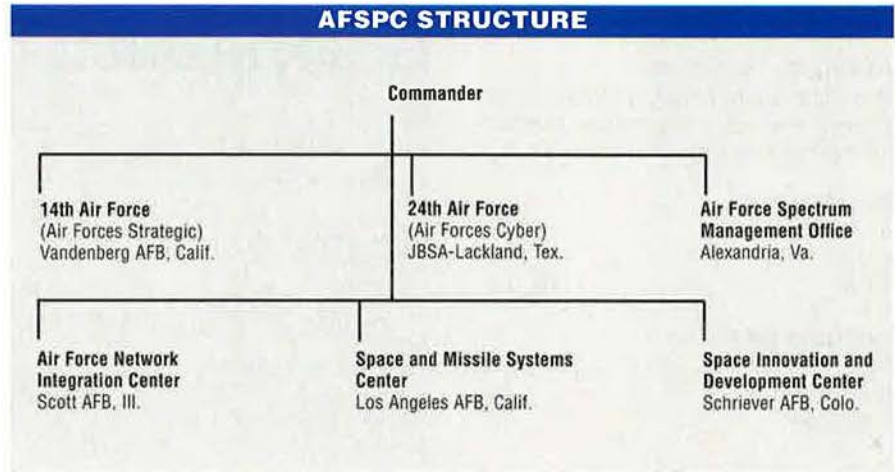 AFSPC STRUCTURE
Commander
14th Air Force
(Air Forces Strategic)
Vandenberg AFB, Calif.
24th Air Force
(Air Forces Cyber)
JBSA-Lackland, Tex.
Air Force Spectrum
Management Office
Alexandria, Va.
Air Force Network
Integration Center
Scott AFB, Ill.
Space and Missile Systems
Center
Los Angeles AFB, Calif.
Space Innovation and
Development Center
Schriever AFB, Colo.